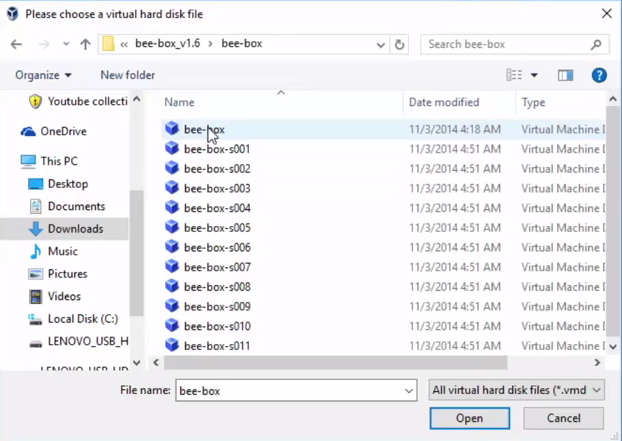 Please choose a virtual hard disk file
« bee-box_v1.6 > bee-box
Search bee-box
Organize
New folder
Name
Date modified
Type
Youtube collecti
OneDrive
This PC
Desktop
Documents
Downloads
Music
Pictures
Videos
Local Disk (C:)
LENOVO_USB_H
bee-box 11/3/2014 4:18 AM Virtual Machine D
bee-box-s001 11/3/2014 4:51 AM Virtual Machine D
bee-box-s002 11/3/2014 4:51 AM Virtual Machine D
bee-box-s003 11/3/2014 4:51 AM Virtual Machine D
bee-box-s004 11/3/2014 4:51 AM Virtual Machine D
bee-box-s005 11/3/2014 4:51 AM Virtual Machine D
bee-box-s006 11/3/2014 4:51 AM Virtual Machine D
bee-box-s007 11/3/2014 4:51 AM Virtual Machine D
bee-box-s008 11/3/2014 4:51 AM Virtual Machine D
bee-box-s009 11/3/2014 4:51 AM Virtual Machine D
bee-box-s010 11/3/2014 4:51 AM Virtual Machine D
bee-box-s011 11/3/2014 4:51 AM Virtual Machine D
File name: bee-box
All virtual hard disk files (*.vmd
Open
Cancel